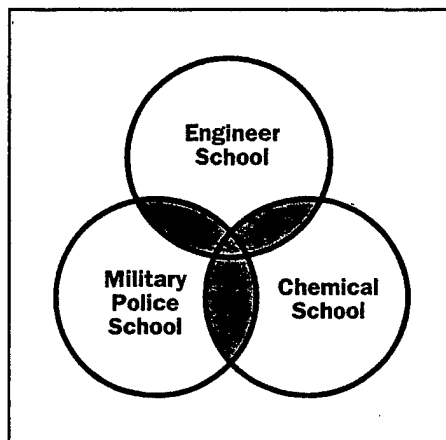 Engineer
School
Military
Police
School
Chemical
School